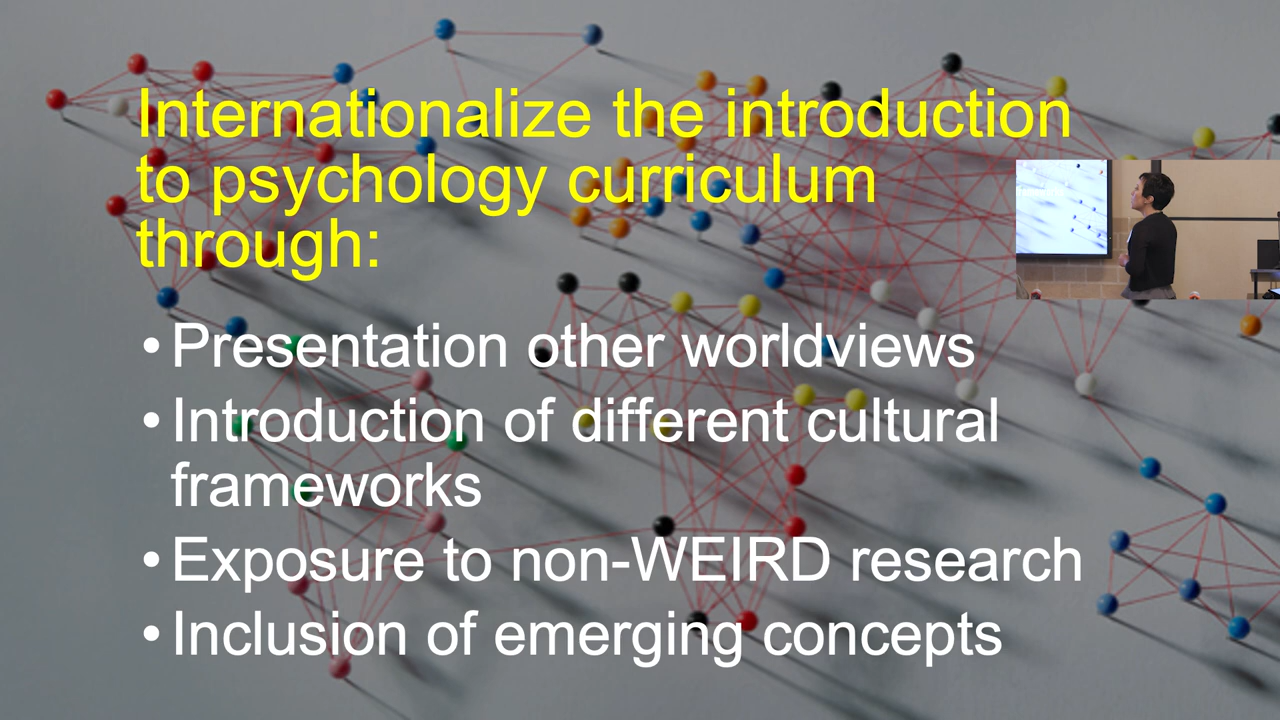 Internationalize the introduction
to psychology curriculum
through:
• Presentation other worldviews
• Introduction of different cultural
frameworks
• Exposure to non-WEIRD research
• Inclusion of emerging concepts